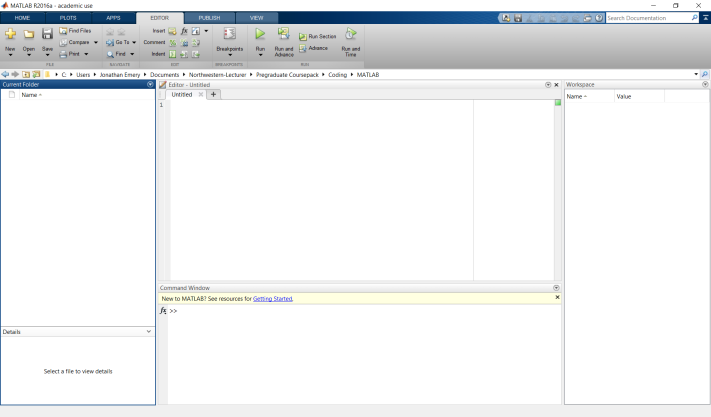 MATLAB R2016a - academic use
HOME PLOTS APPS EDITOR PUBLISH VIEW Search Documentation
New Open Save Find Files Compare Print Go To Find Insert Comment Indent fx Breakpoints Run Run and Advance Run Section Advance Run and Time
FILE NAVIGATE EDIT BREAKPOINTS RUN
C: Users Jonathan Emery Documents Northwestern-Lecturer Pregraduate Coursepack Coding MATLAB
Current Folder
Name
Editor - Untitled
Untitled
1
Workspace
Name Value
Command Window
New to MATLAB? See resources for Getting Started.
fx >>
Details
Select a file to view details